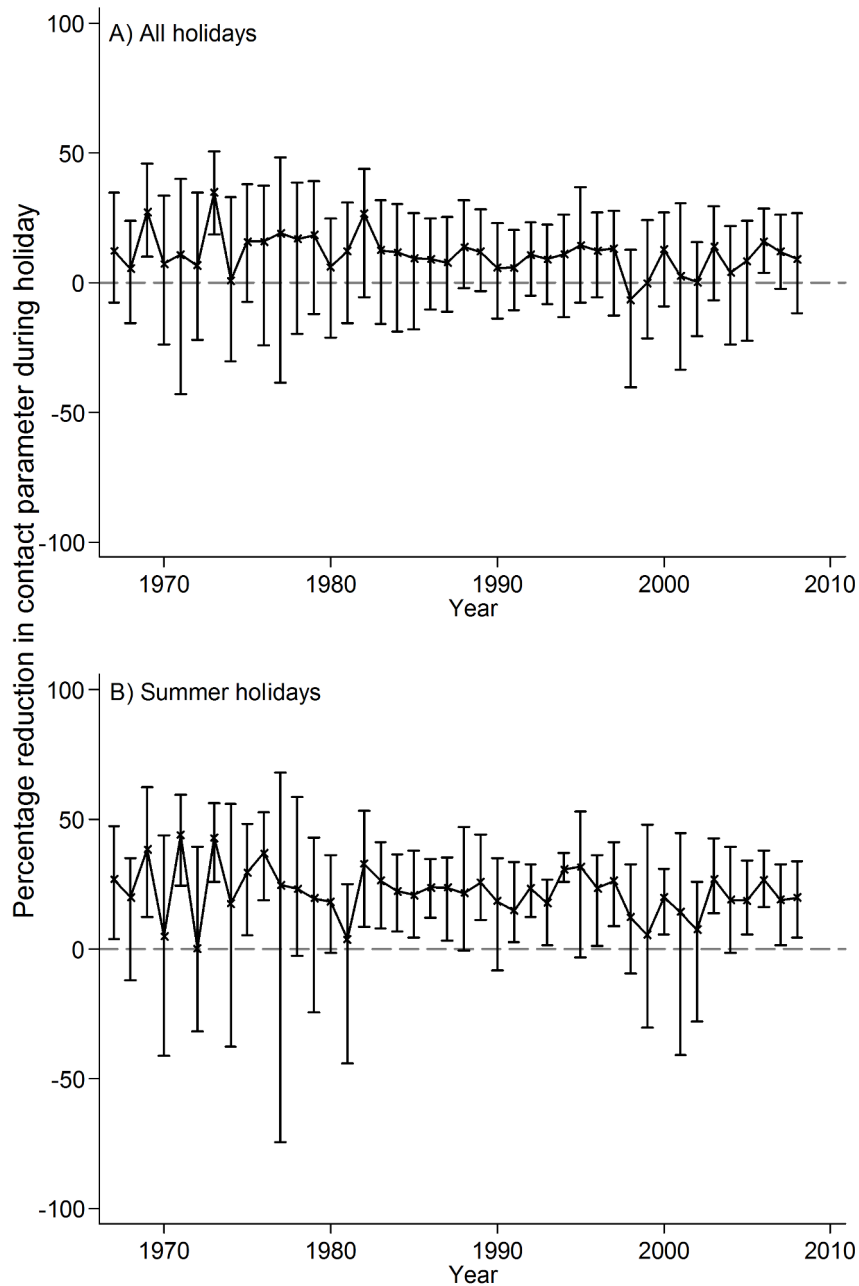 Percentage reduction in contact parameter during holiday
A) All holidays
100
50
0
-50
-100
1970 1980 1990 2000 2010
Year
B) Summer holidays
100
50
0
-50
-100
1970 1980 1990 2000 2010
Year